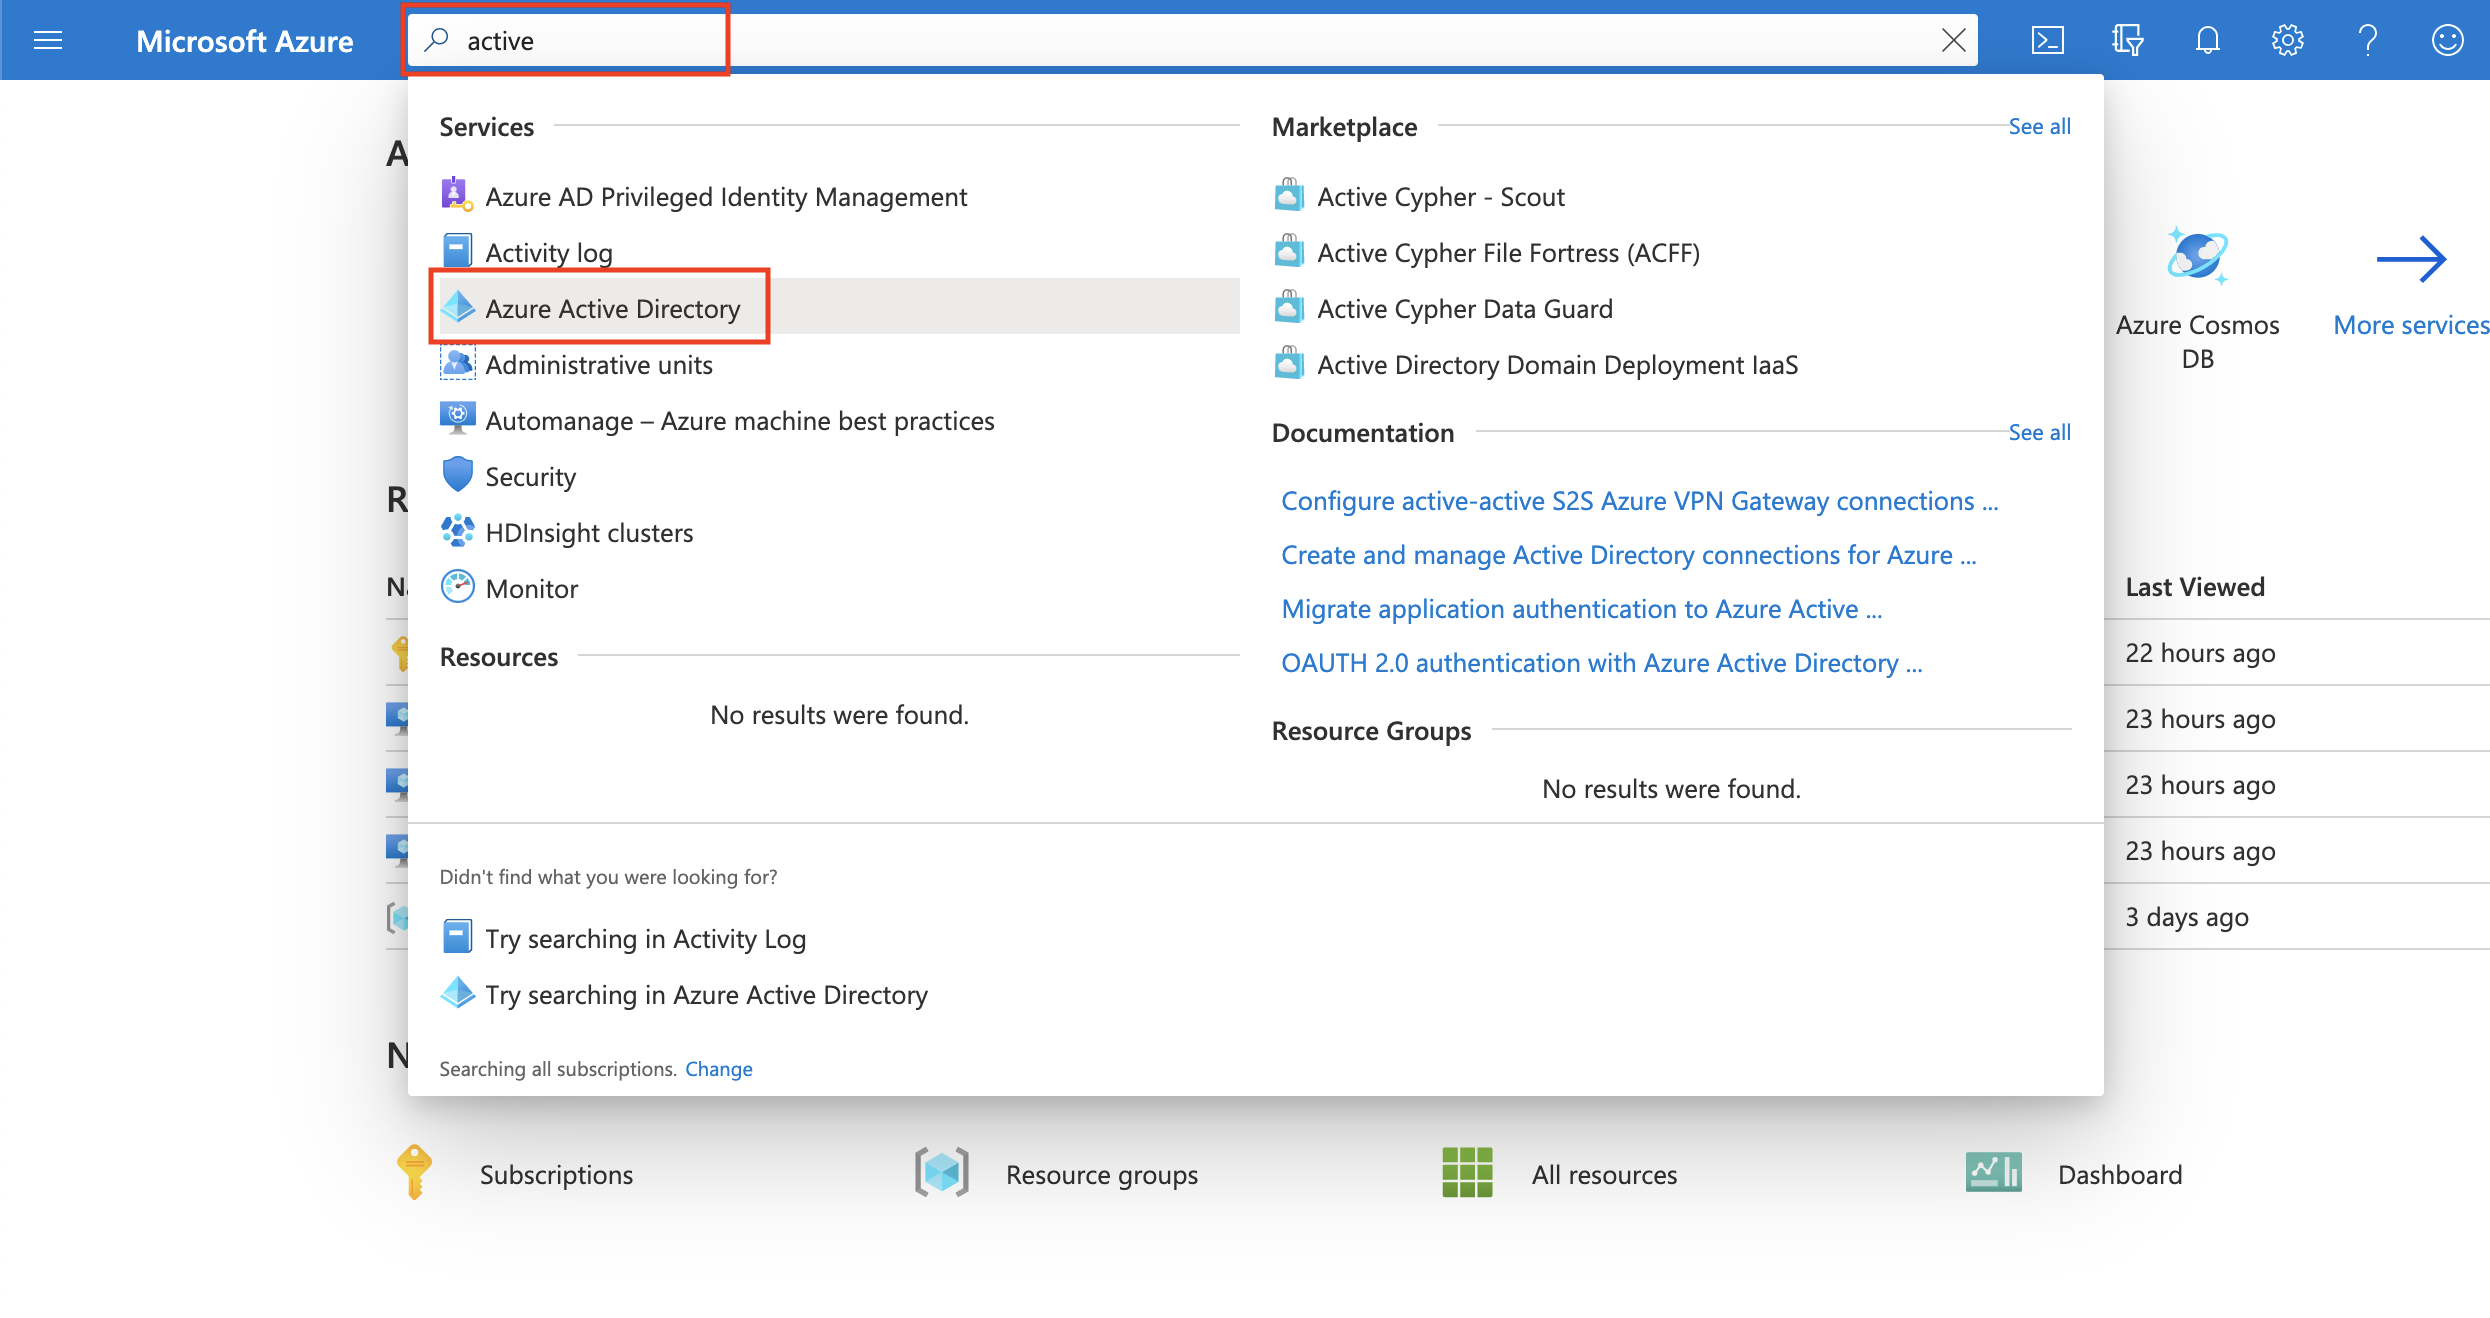 Microsoft Azure
active
Services
Azure AD Privileged Identity Management
Activity log
Azure Active Directory
Administrative units
Automanage – Azure machine best practices
Security
HDInsight clusters
Monitor
Resources
No results were found.
Marketplace
See all
Active Cypher - Scout
Active Cypher File Fortress (ACFF)
Active Cypher Data Guard
Active Directory Domain Deployment IaaS
Documentation
See all
Configure active-active S2S Azure VPN Gateway connections ...
Create and manage Active Directory connections for Azure ...
Migrate application authentication to Azure Active ...
OAUTH 2.0 authentication with Azure Active Directory ...
Resource Groups
No results were found.
Didn't find what you were looking for?
Try searching in Activity Log
Try searching in Azure Active Directory
Searching all subscriptions. Change
Azure Cosmos
DB
More services
Last Viewed
22 hours ago
23 hours ago
23 hours ago
23 hours ago
3 days ago
Subscriptions
Resource groups
All resources
Dashboard